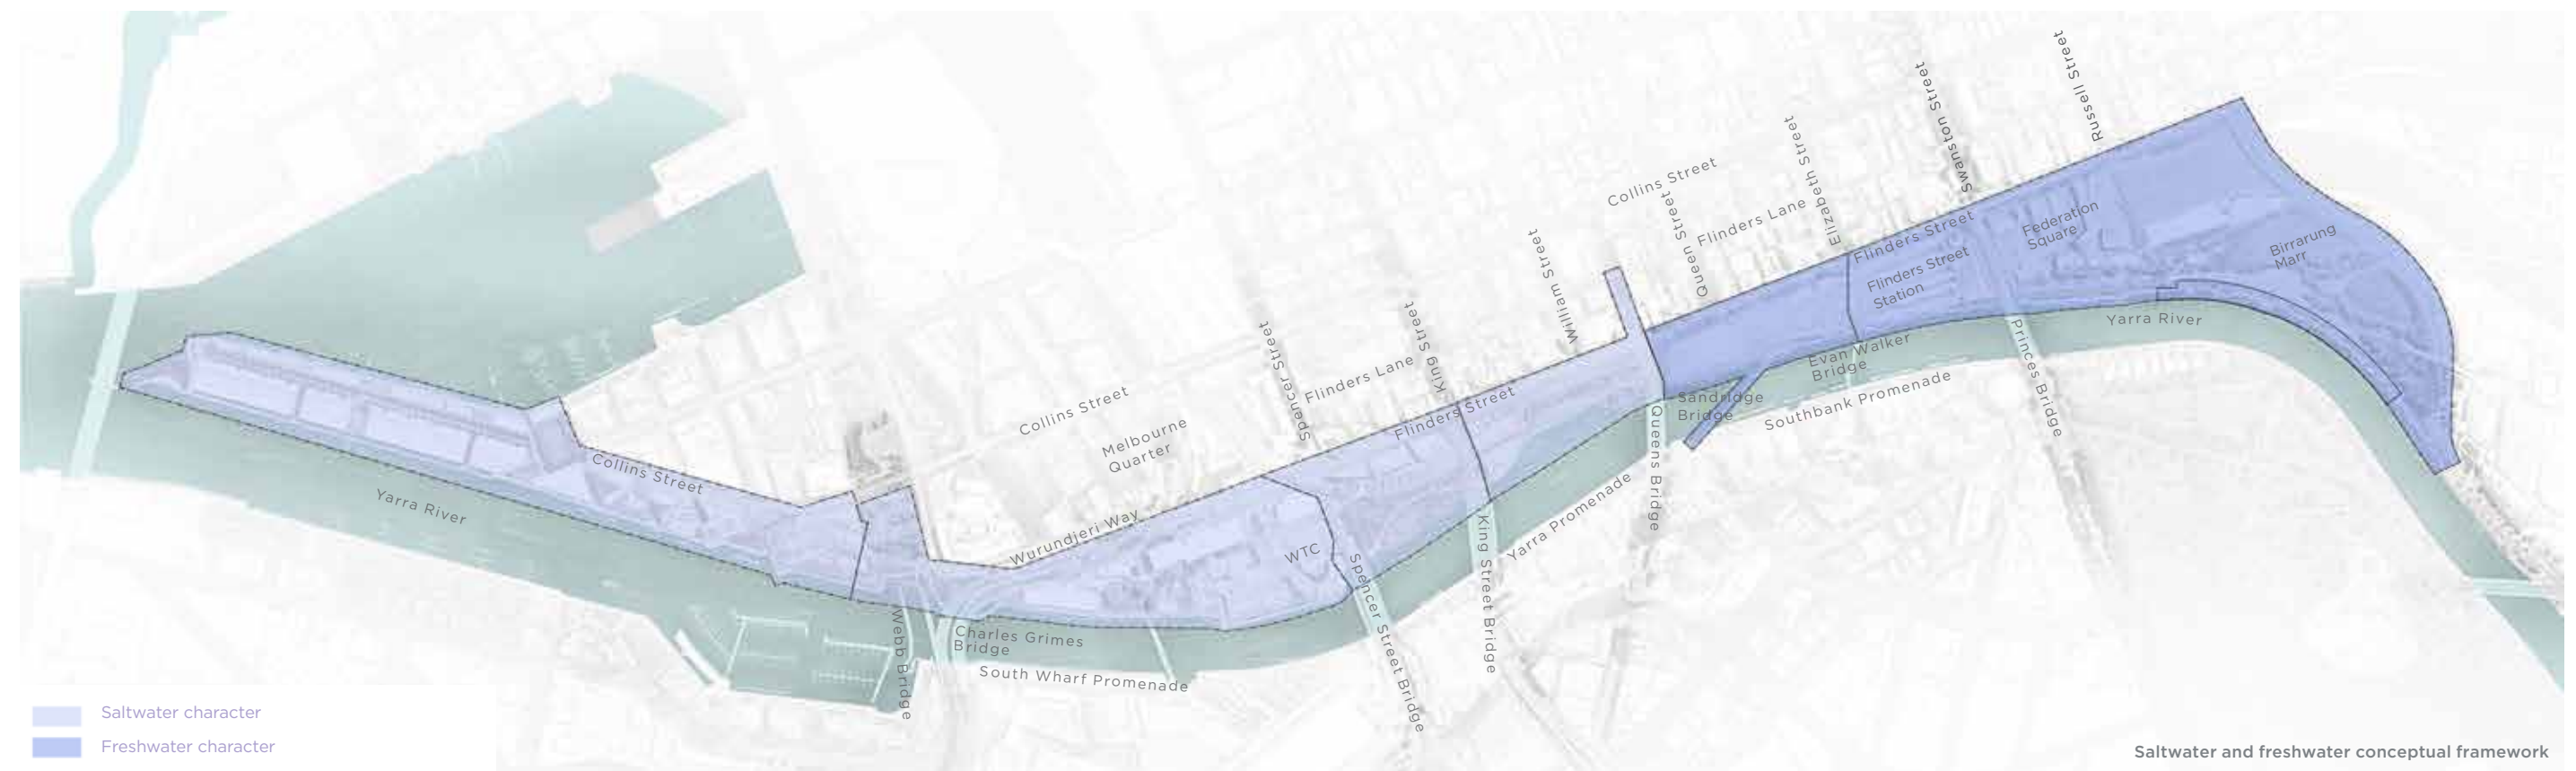 Russell Street
Swanston Street
Elizabeth Street
Collins Street
Queen Street
Flinders Lane
Flinders Street
Federation
Square
Flinders Street
Station
Birrarung
Marr
William Street
King Street
Spencer Street
Flinders Lane
Flinders Street
Collins Street
Melbourne
Quarter
Yarra River
Princes Bridge
Evan Walker
Bridge
Sandridge
Bridge
Southbank Promenade
Queens Bridge
Collins Street
Yarra River
Wurundjeri Way
WTC
Yarra Promenade
King Street Bridge
Spencer Street Bridge
Webb Bridge
Charles Grimes
Bridge
South Wharf Promenade
Saltwater character
Freshwater character
Saltwater and freshwater conceptual framework